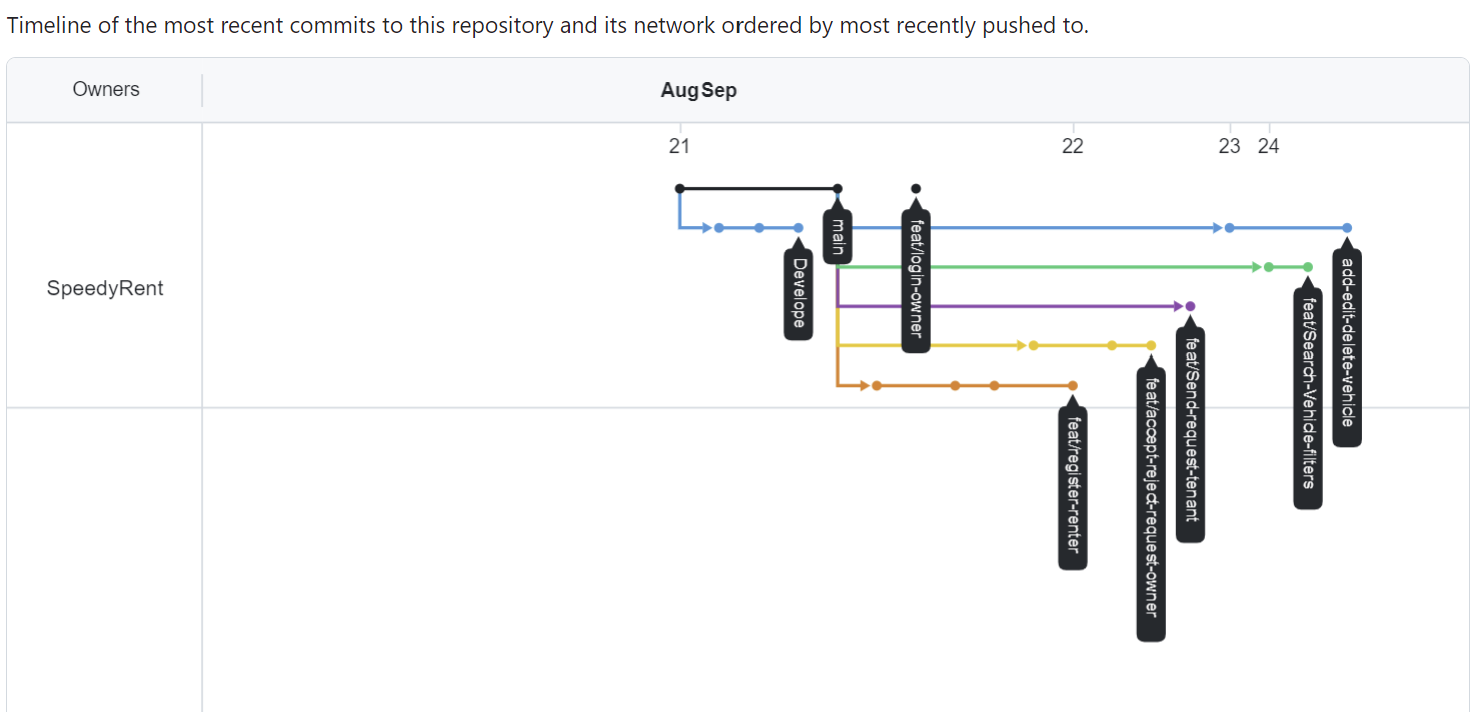 Timeline of the most recent commits to this repository and its network ordered by most recently pushed to.
Owners
Aug Sep
21
22
23
24
SpeedyRent
main
feat/login-owner
Develope
add-edit-delete-vehicle
feat/Search-Vehicle-filters
feat/Send-request-tenant
feat/accept-reject-request-owner
feat/register-renter